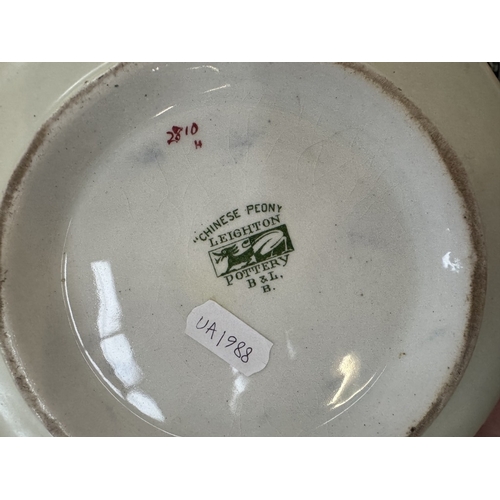 2810
H
"CHINESE PEONY
LEIGHTON
POTTERY
B & L.
B.
UA1988